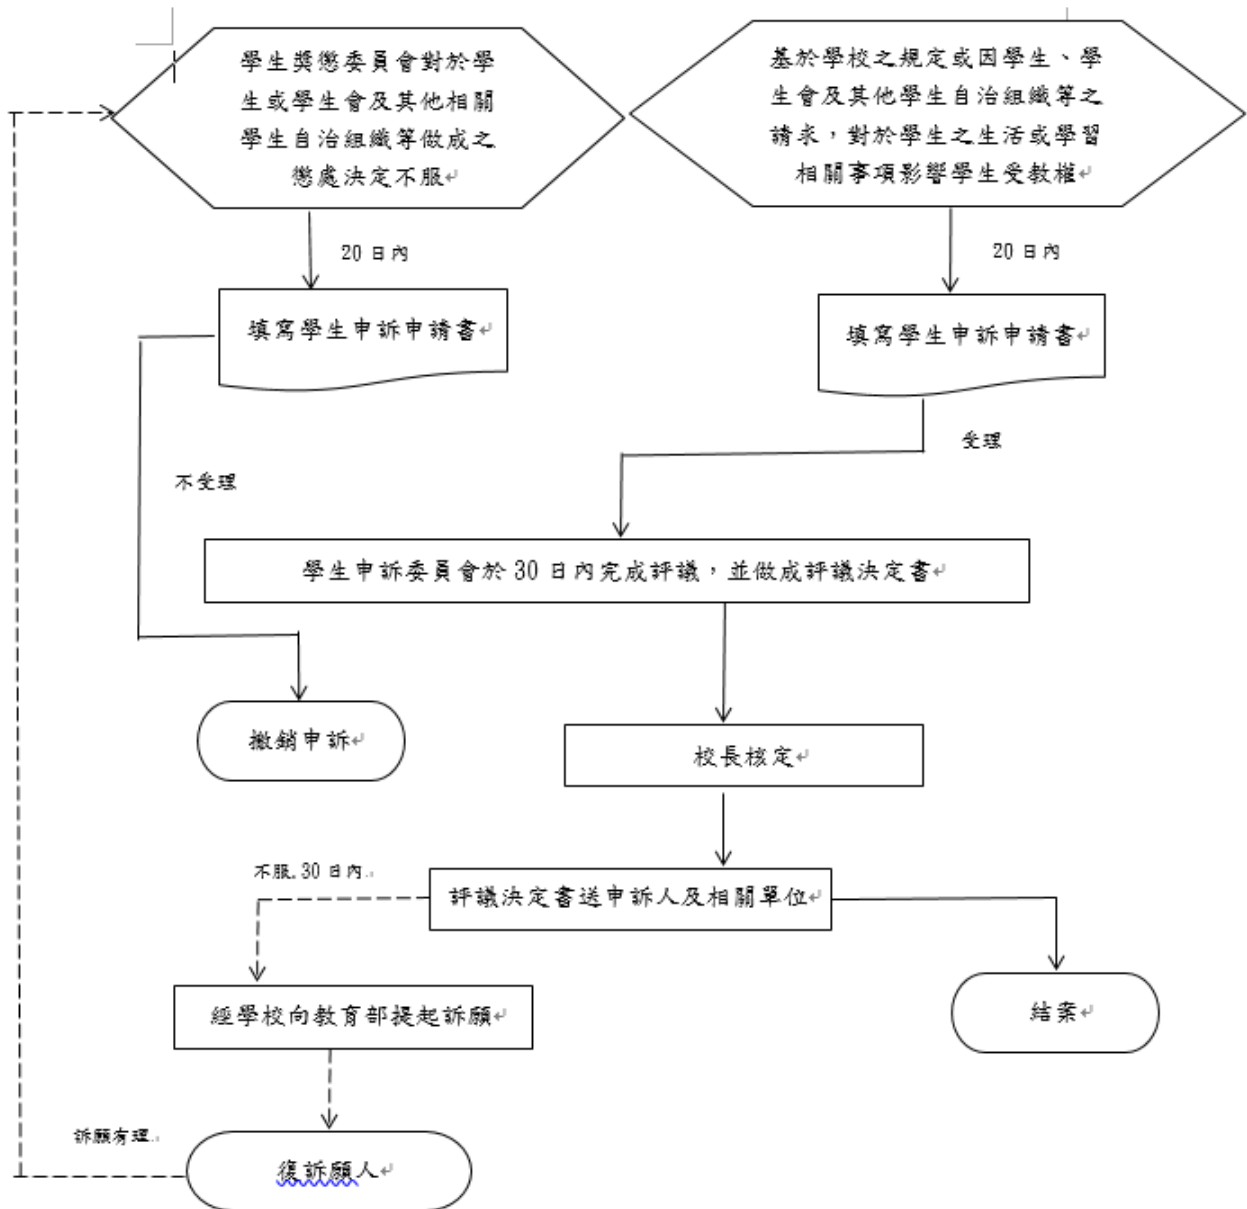 學生獎懲委員會對於學
生或學生會及其他相關
學生自治組織等做成之
懲處決定不服
基於學校之規定或因學生、學
生會及其他學生自治組織等之
請求，對於學生之生活或學習
相關事項影響學生受教權
20 日內
20 日內
填寫學生申訴申請書
填寫學生申訴申請書
受理
不受理
學生申訴委員會於 30 日內完成評議，並做成評議決定書
撤銷申訴
校長核定
不服 30 日內
評議決定書送申訴人及相關單位
經學校向教育部提起訴願
結案
訴願有理
復訴願人